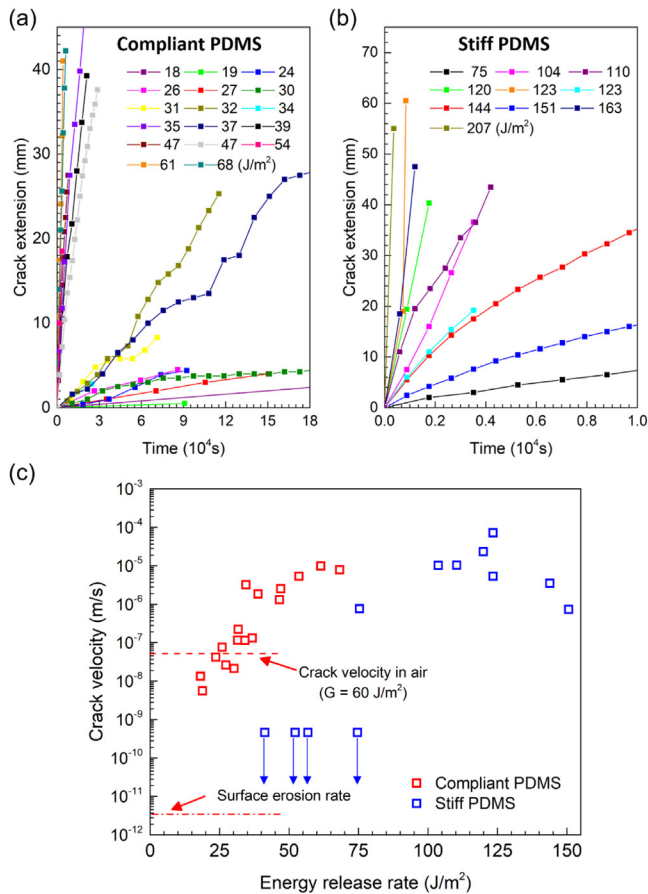 (a)
Compliant PDMS
18 19 24
26 27 30
31 32 34
35 37 39
47 47 54
61 68 (J/m²)
40
30
20
10
0
Crack extension (mm)
0 3 6 9 12 15 18
Time (10⁴s)
(b)
Stiff PDMS
75 104 110
120 123 123
144 151 163
207 (J/m²)
70
60
50
40
30
20
10
0
Crack extension (mm)
0.0 0.2 0.4 0.6 0.8 1.0
Time (10⁴s)
(c)
10⁻³
10⁻⁴
10⁻⁵
10⁻⁶
10⁻⁷
10⁻⁸
10⁻⁹
10⁻¹⁰
10⁻¹¹
10⁻¹²
Crack velocity (m/s)
Crack velocity in air
(G = 60 J/m²)
Surface erosion rate
Compliant PDMS
Stiff PDMS
0 25 50 75 100 125 150
Energy release rate (J/m²)